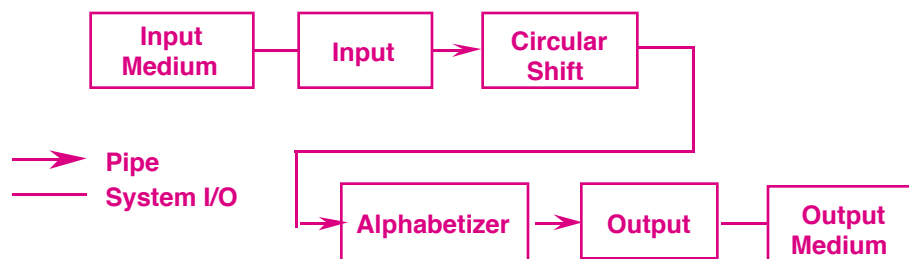 Input
Medium
Input
Circular
Shift
Pipe
System I/O
Alphabetizer
Output
Output
Medium